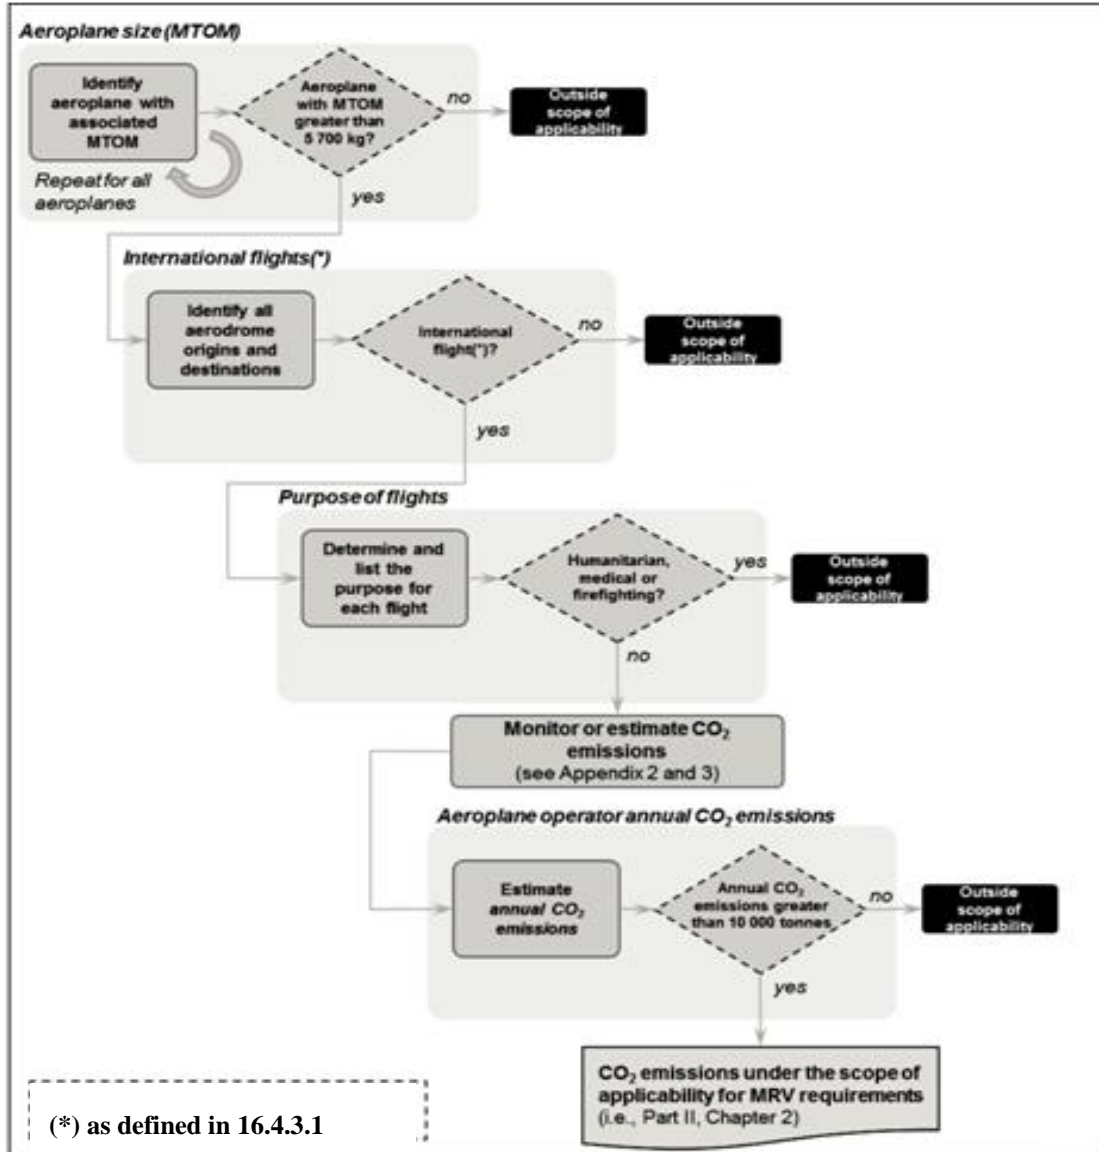 Aeroplane size (MTOM)
Identify
aeroplane with
associated
MTOM
Aeroplane
with MTOM
greater than
5 700 kg?
no
Outside
scope of
applicability
Repeat for all
aeroplanes
yes
International flights(*)
Identify all
aerodrome
origins and
destinations
International
flight(*)?
no
Outside
scope of
applicability
yes
Purpose of flights
Determine and
list the
purpose for
each flight
Humanitarian,
medical or
firefighting?
yes
Outside
scope of
applicability
no
Monitor or estimate CO₂
emissions
(see Appendix 2 and 3)
Aeroplane operator annual CO₂ emissions
Estimate
annual CO₂
emissions
Annual CO₂
emissions greater
than 10 000 tonnes
no
Outside
scope of
applicability
yes
CO₂ emissions under the scope of
applicability for MRV requirements
(i.e., Part II, Chapter 2)
(*) as defined in 16.4.3.1